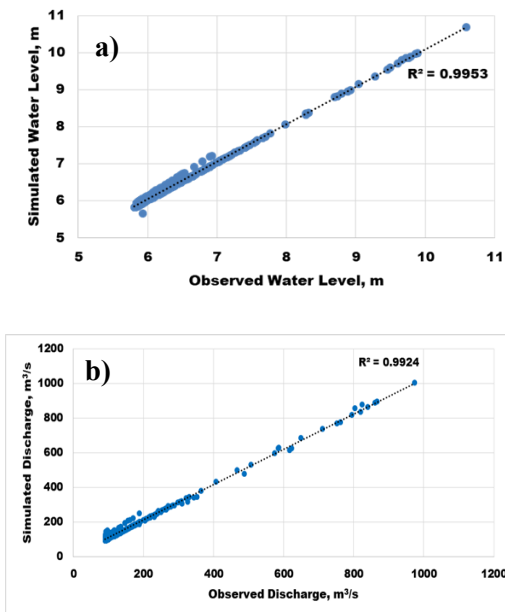 a)
11
10
9
8
7
6
5
R² = 0.9953
Simulated Water Level, m
5 6 7 8 9 10 11
Observed Water Level, m
b)
1200
1000
800
600
400
200
0
R² = 0.9924
Simulated Discharge, m³/s
0 200 400 600 800 1000 1200
Observed Discharge, m³/s